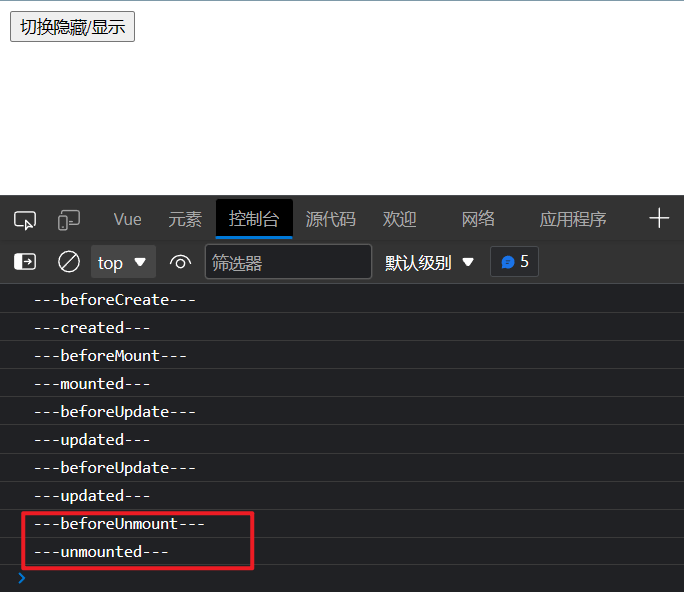 切换隐藏/显示
Vue 元素 控制台 源代码 欢迎 网络 应用程序
top 筛选器 默认级别 5
---beforeCreate---
---created---
---beforeMount---
---mounted---
---beforeUpdate---
---updated---
---beforeUpdate---
---updated---
---beforeUnmount---
---unmounted---